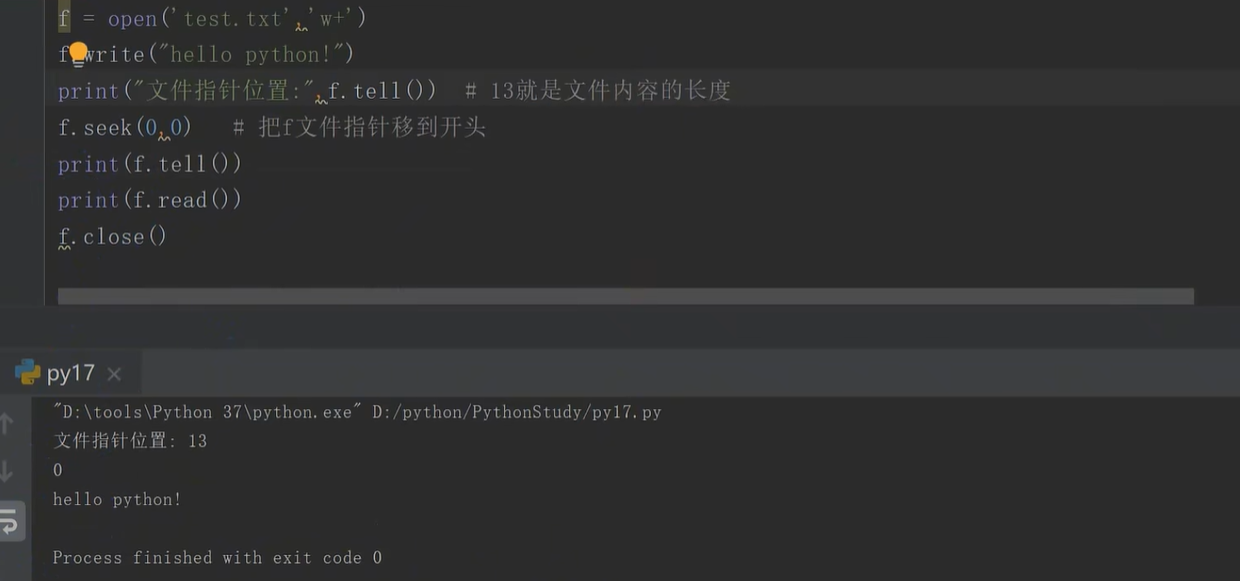 f = open('test.txt','w+')
f.write("hello python!")
print("文件指针位置:",f.tell())  # 13就是文件内容的长度
f.seek(0,0)   # 把f文件指针移到开头
print(f.tell())
print(f.read())
f.close()
py17
"D:\tools\Python 37\python.exe" D:/python/PythonStudy/py17.py
文件指针位置: 13
0
hello python!
Process finished with exit code 0